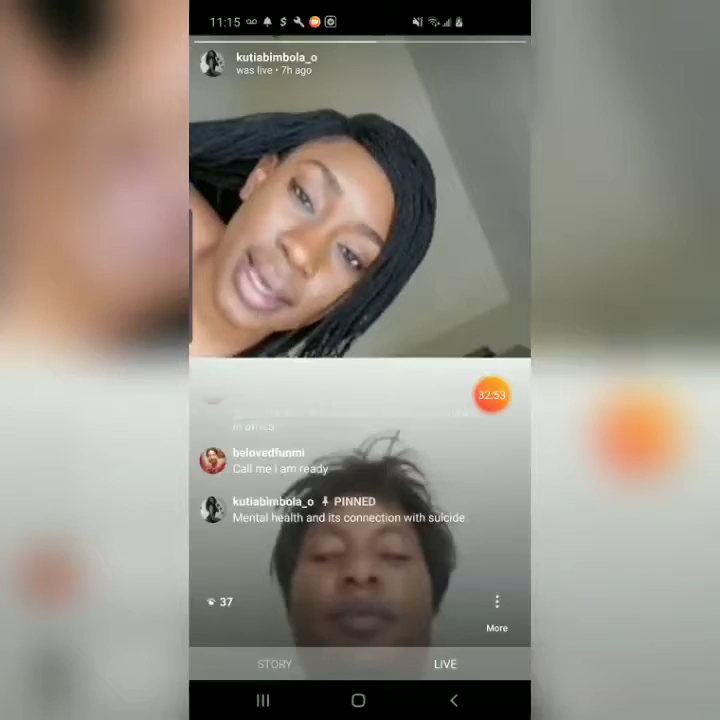 11:15
kutiabimbola_o
was live • 7h ago
32:53
in africa
belovedfunmi
Call me i am ready
kutiabimbola_o PINNED
Mental health and its connection with suicide
37
More
STORY
LIVE